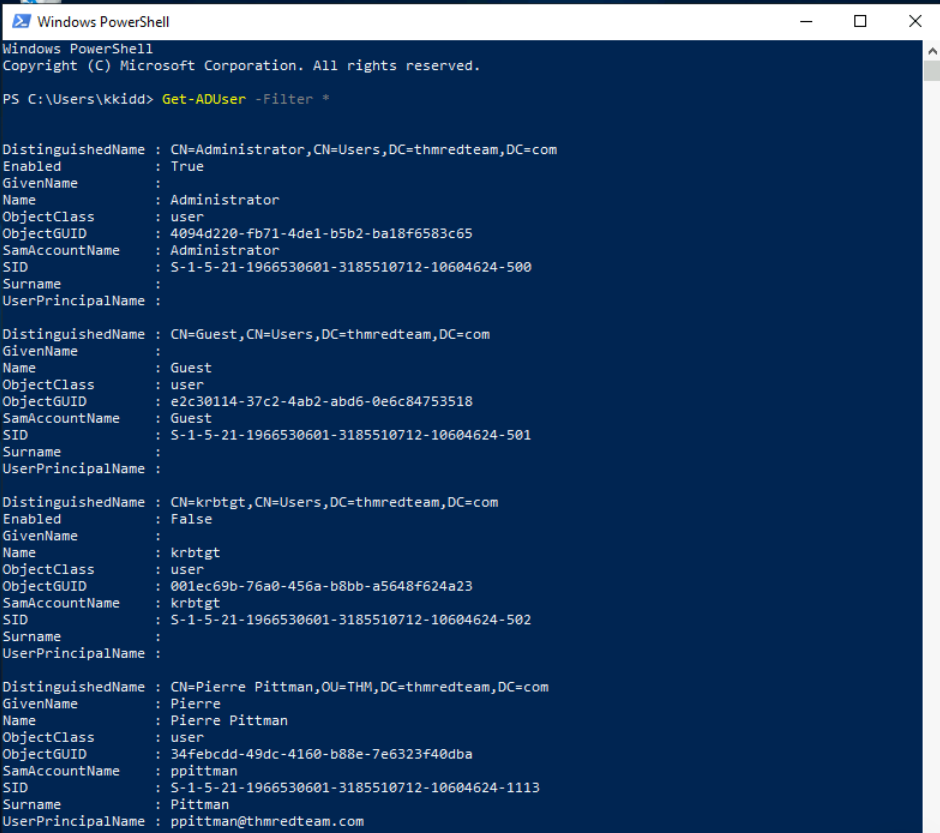 Windows PowerShell
Windows PowerShell
Copyright (C) Microsoft Corporation. All rights reserved.
PS C:\Users\kkidd> Get-ADUser -Filter *
DistinguishedName : CN=Administrator,CN=Users,DC=thmredteam,DC=com
Enabled           : True
GivenName         :
Name              : Administrator
ObjectClass       : user
ObjectGUID        : 4094d220-fb71-4de1-b5b2-ba18f6583c65
SamAccountName    : Administrator
SID               : S-1-5-21-1966530601-3185510712-10604624-500
Surname           :
UserPrincipalName :
DistinguishedName : CN=Guest,CN=Users,DC=thmredteam,DC=com
GivenName         :
Name              : Guest
ObjectClass       : user
ObjectGUID        : e2c30114-37c2-4ab2-abd6-0e6c84753518
SamAccountName    : Guest
SID               : S-1-5-21-1966530601-3185510712-10604624-501
Surname           :
UserPrincipalName :
DistinguishedName : CN=krbtgt,CN=Users,DC=thmredteam,DC=com
Enabled           : False
GivenName         :
Name              : krbtgt
ObjectClass       : user
ObjectGUID        : 001ec69b-76a0-456a-b8bb-a5648f624a23
SamAccountName    : krbtgt
SID               : S-1-5-21-1966530601-3185510712-10604624-502
Surname           :
UserPrincipalName :
DistinguishedName : CN=Pierre Pittman,OU=THM,DC=thmredteam,DC=com
GivenName         : Pierre
Name              : Pierre Pittman
ObjectClass       : user
ObjectGUID        : 34febcdd-49dc-4160-b88e-7e6323f40dba
SamAccountName    : ppittman
SID               : S-1-5-21-1966530601-3185510712-10604624-1113
Surname           : Pittman
UserPrincipalName : ppittman@thmredteam.com